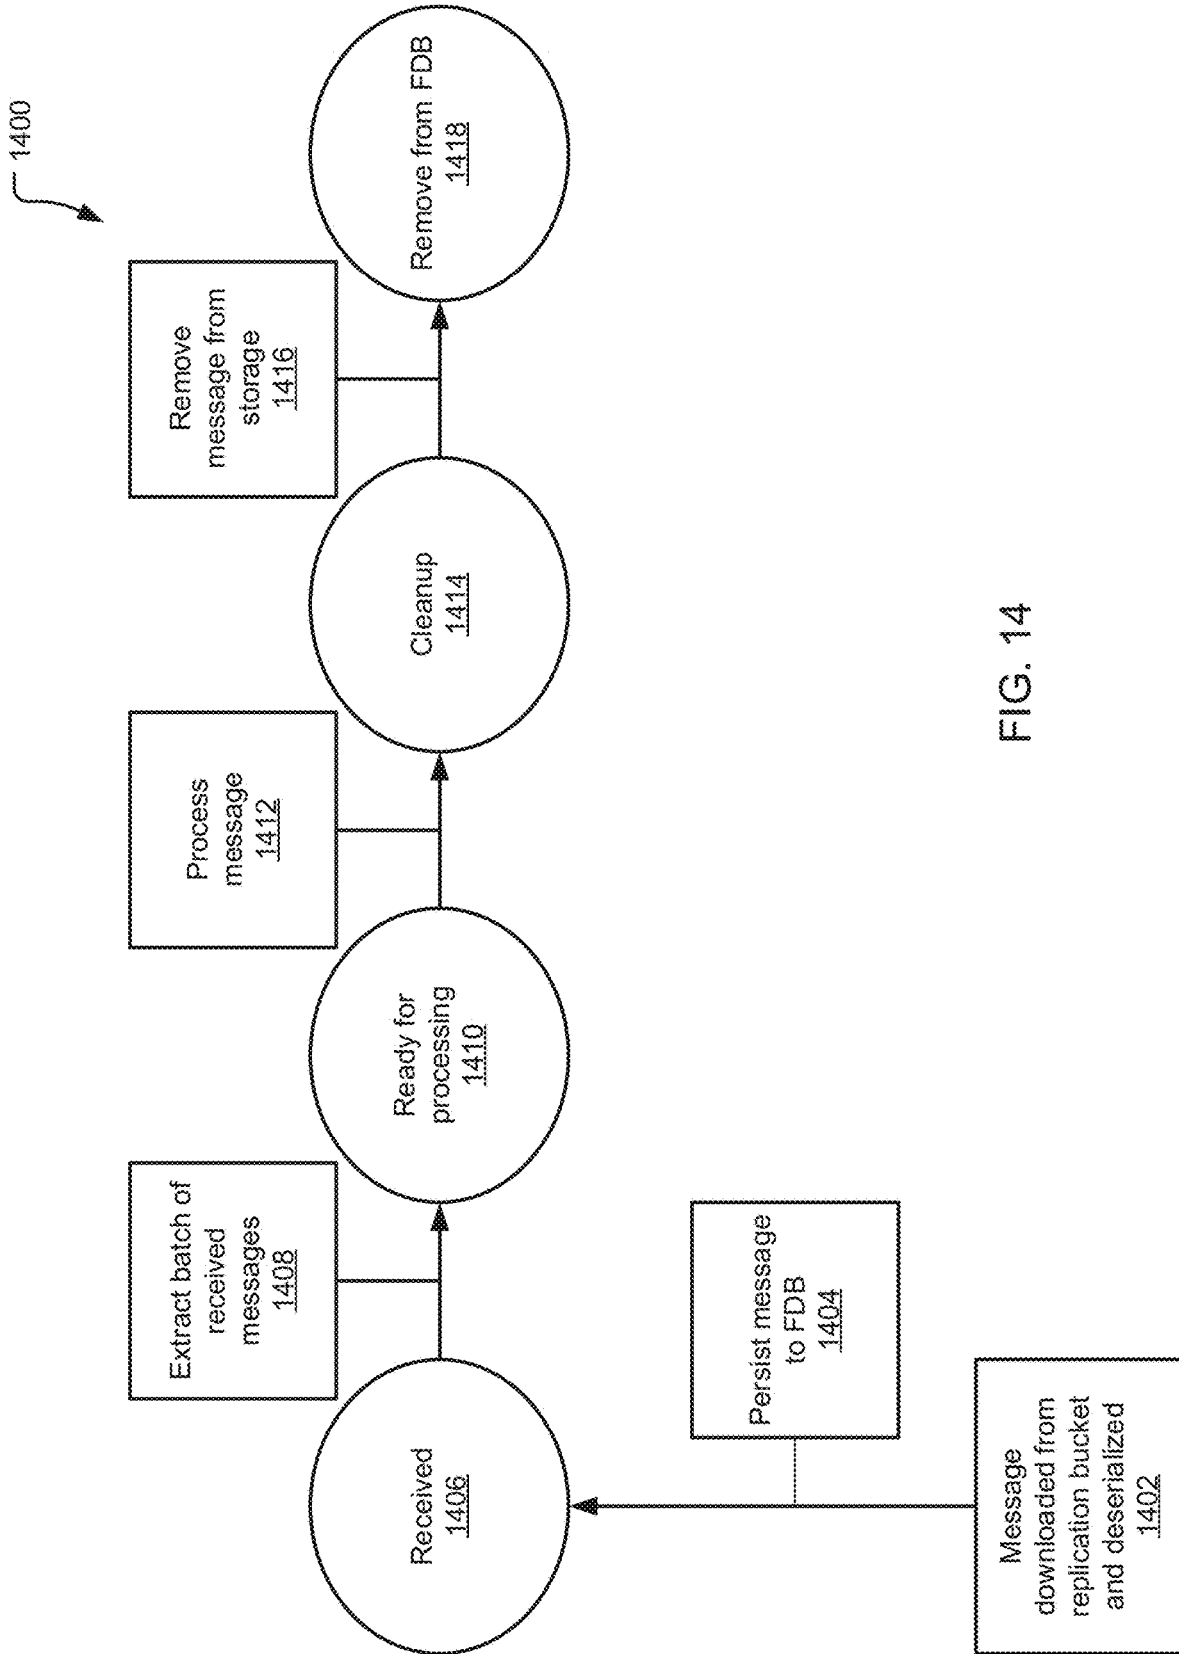 1400
Extract batch of
received
messages
1408
Process
message
1412
Remove
message from
storage
1416
Received
1406
Ready for
processing
1410
Cleanup
1414
Remove from FDB
1418
Persist message
to FDB
1404
Message
downloaded from
replication bucket
and deserialized
1402
FIG. 14